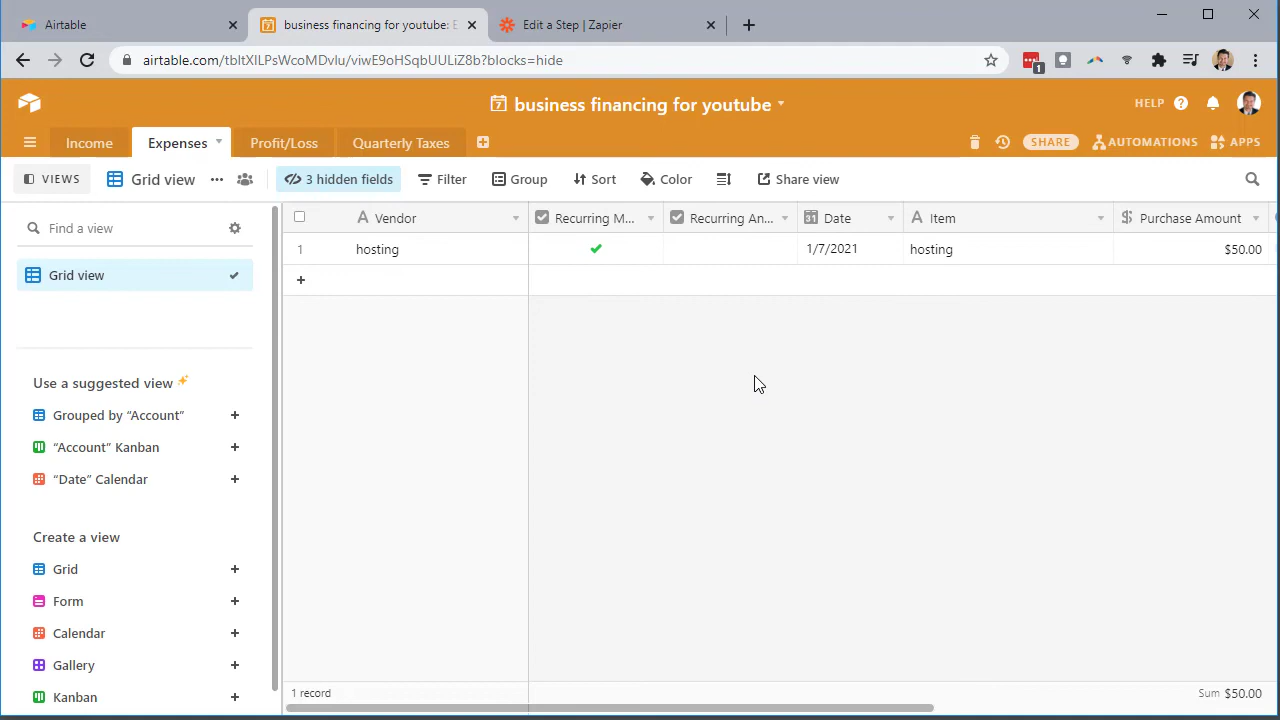 Airtable
business financing for youtube: E
Edit a Step | Zapier
airtable.com/tbltXlLPsWcoMDvIu/viwE9oHSqbUULiZ8b?blocks=hide
1
7 business financing for youtube
HELP
Income
Expenses
Profit/Loss
Quarterly Taxes
SHARE
AUTOMATIONS
APPS
VIEWS
Grid view
3 hidden fields
Filter
Group
Sort
Color
Share view
Find a view
Grid view
Use a suggested view
Grouped by “Account”
“Account” Kanban
“Date” Calendar
Create a view
Grid
Form
Calendar
Gallery
Kanban
Vendor
Recurring M...
Recurring An...
31 Date
Item
Purchase Amount
1 hosting 1/7/2021 hosting $50.00
1 record
Sum $50.00